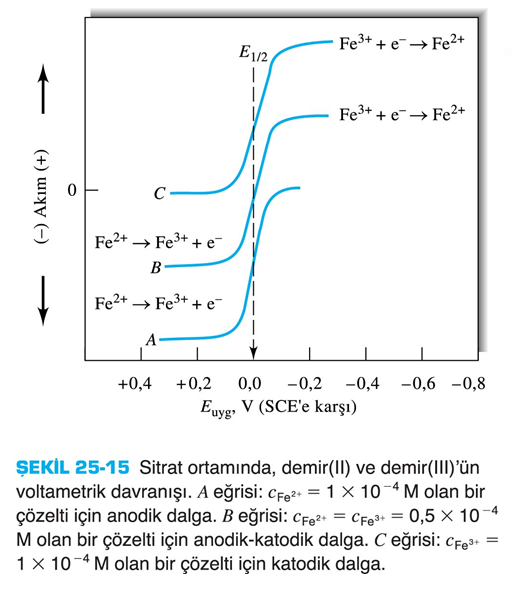 E1/2
Fe³⁺ + e⁻ → Fe²⁺
Fe³⁺ + e⁻ → Fe²⁺
(−) Akım (+)
0
C
Fe²⁺ → Fe³⁺ + e⁻
B
Fe²⁺ → Fe³⁺ + e⁻
A
+0,4 +0,2 0,0 −0,2 −0,4 −0,6 −0,8
Euyg, V (SCE'e karşı)
ŞEKİL 25-15 Sitrat ortamında, demir(II) ve demir(III)'ün
voltametrik davranışı. A eğrisi: cFe²⁺ = 1 × 10⁻⁴ M olan bir
çözelti için anodik dalga. B eğrisi: cFe²⁺ = cFe³⁺ = 0,5 × 10⁻⁴
M olan bir çözelti için anodik-katodik dalga. C eğrisi: cFe³⁺ =
1 × 10⁻⁴ M olan bir çözelti için katodik dalga.